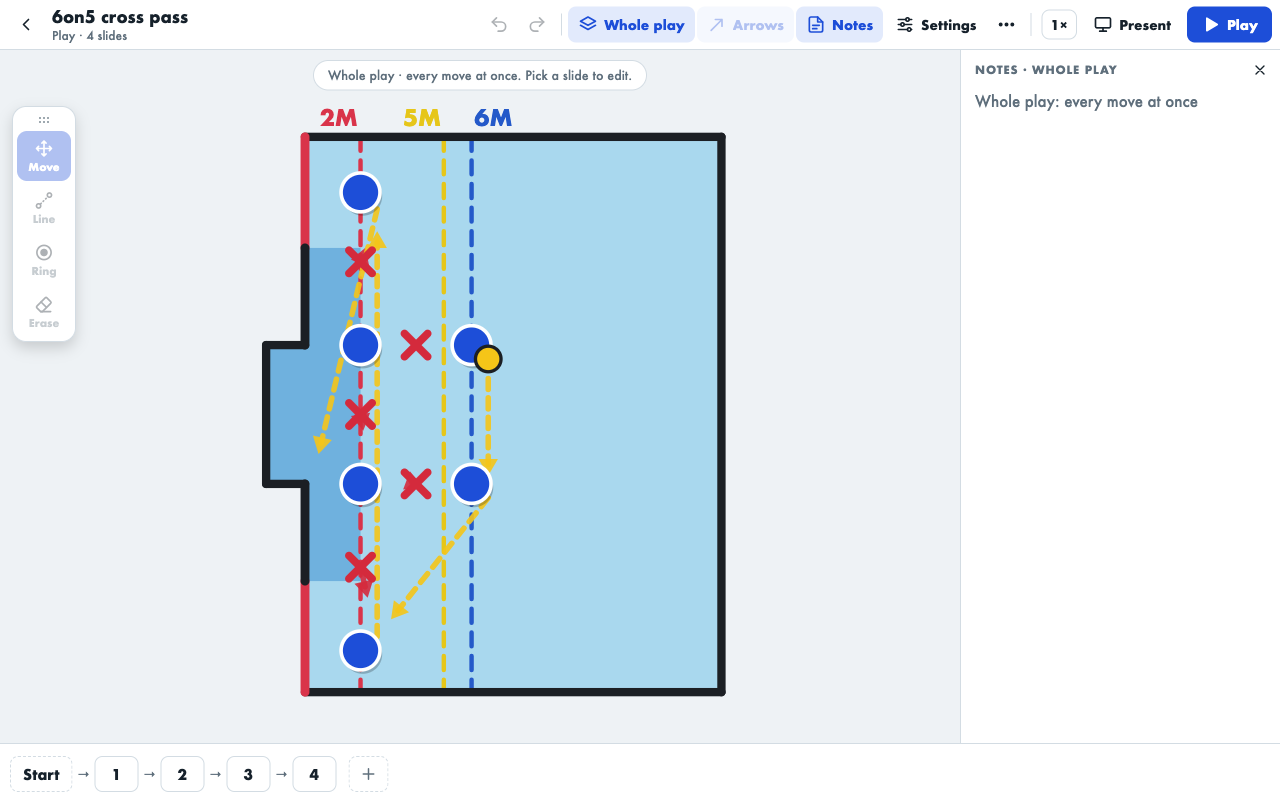 6on5 cross pass
Play · 4 slides
Whole play
Arrows
Notes
Settings
1×
Present
Play
Whole play · every move at once. Pick a slide to edit.
NOTES · WHOLE PLAY
Whole play: every move at once
Move
Line
Ring
Erase
2M 5M 6M
Start → 1 → 2 → 3 → 4 +